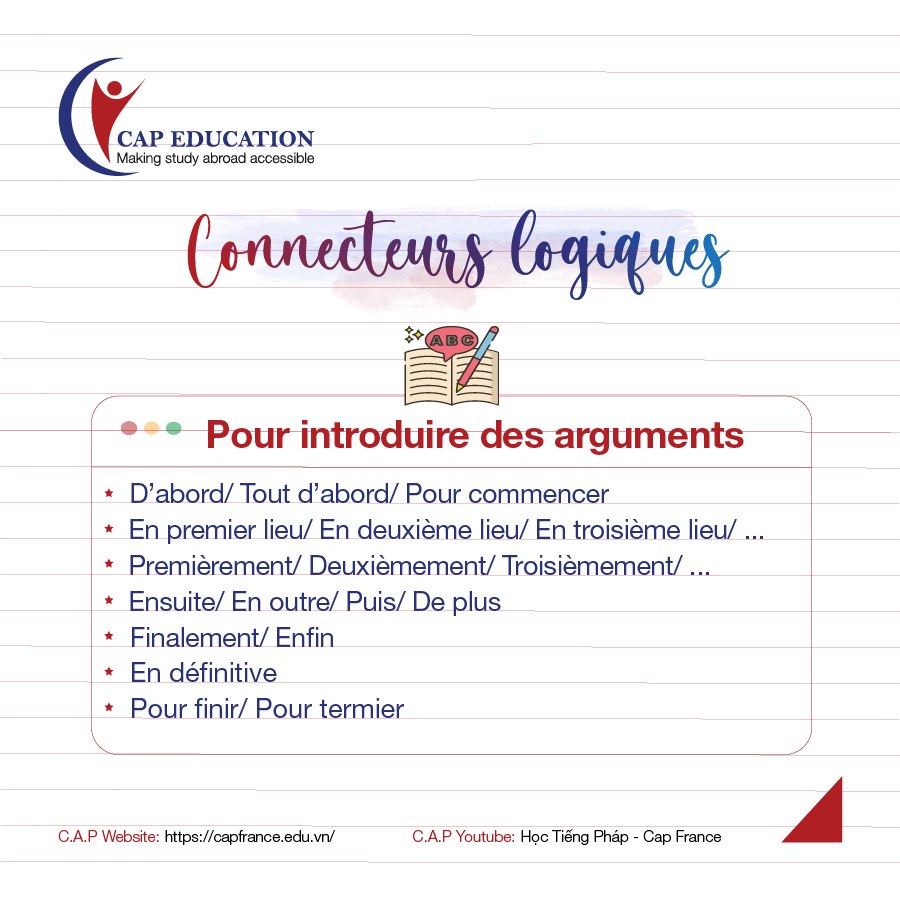 CAP EDUCATION
Making study abroad accessible
Connecteurs logiques
ABC
Pour introduire des arguments
D’abord/ Tout d’abord/ Pour commencer
En premier lieu/ En deuxième lieu/ En troisième lieu/ ...
Premièrement/ Deuxièmement/ Troisièmement/ ...
Ensuite/ En outre/ Puis/ De plus
Finalement/ Enfin
En définitive
Pour finir/ Pour termier
C.A.P Website: https://capfrance.edu.vn/
C.A.P Youtube: Học Tiếng Pháp - Cap France